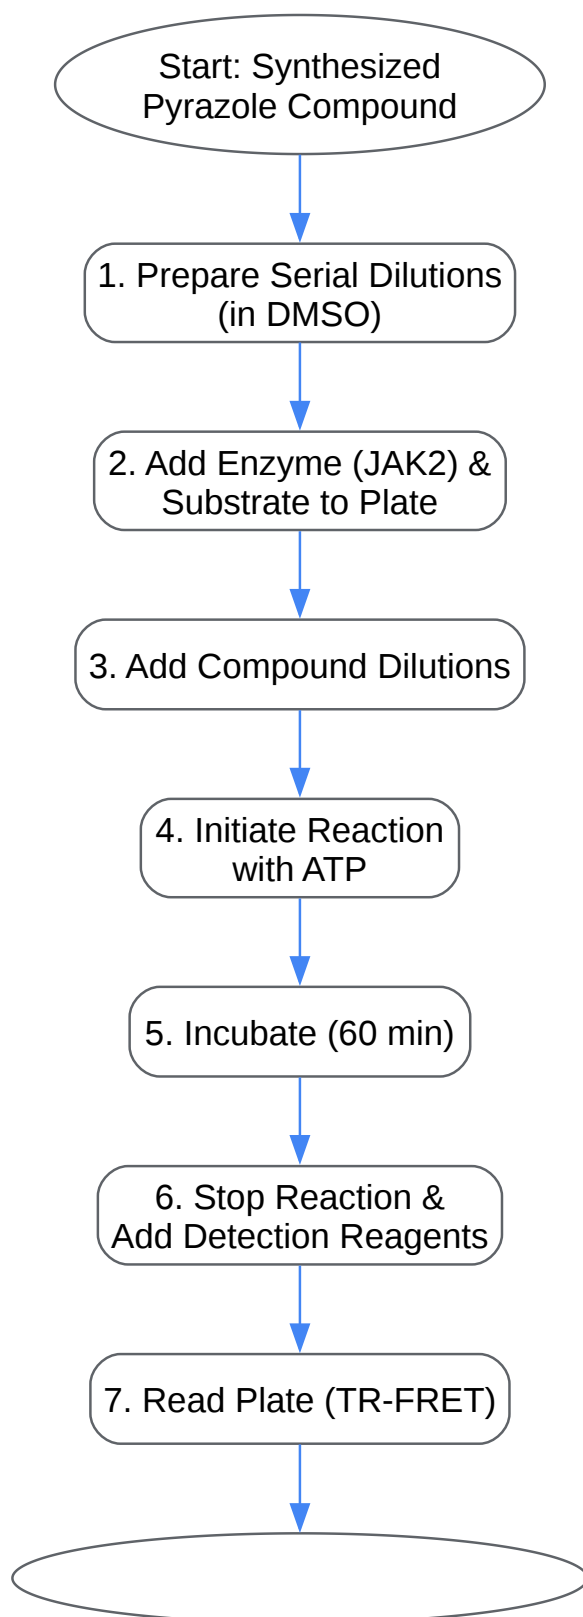 Start: Synthesized
Pyrazole Compound
1. Prepare Serial Dilutions
(in DMSO)
2. Add Enzyme (JAK2) &
Substrate to Plate
3. Add Compound Dilutions
4. Initiate Reaction
with ATP
5. Incubate (60 min)
6. Stop Reaction &
Add Detection Reagents
7. Read Plate (TR-FRET)